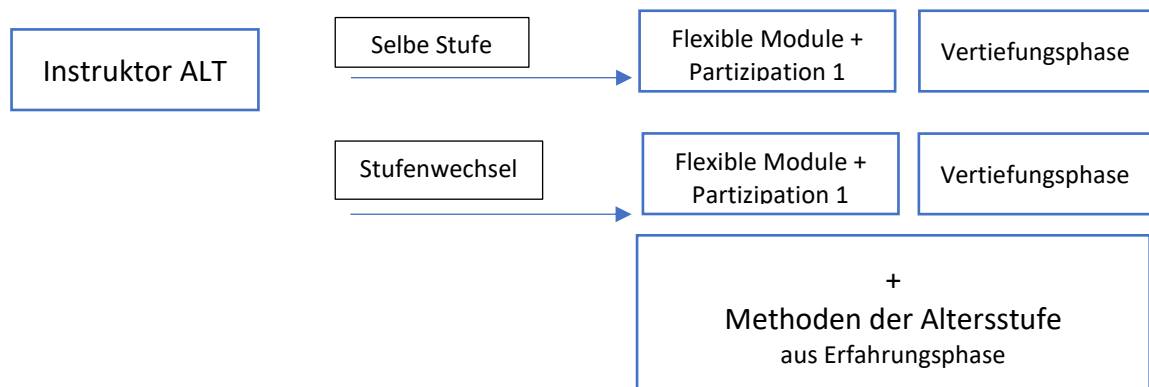 Instruktor ALT
Selbe Stufe
Flexible Module +
Partizipation 1
Vertiefungsphase
Stufenwechsel
Flexible Module +
Partizipation 1
Vertiefungsphase
+
Methoden der Altersstufe
aus Erfahrungsphase